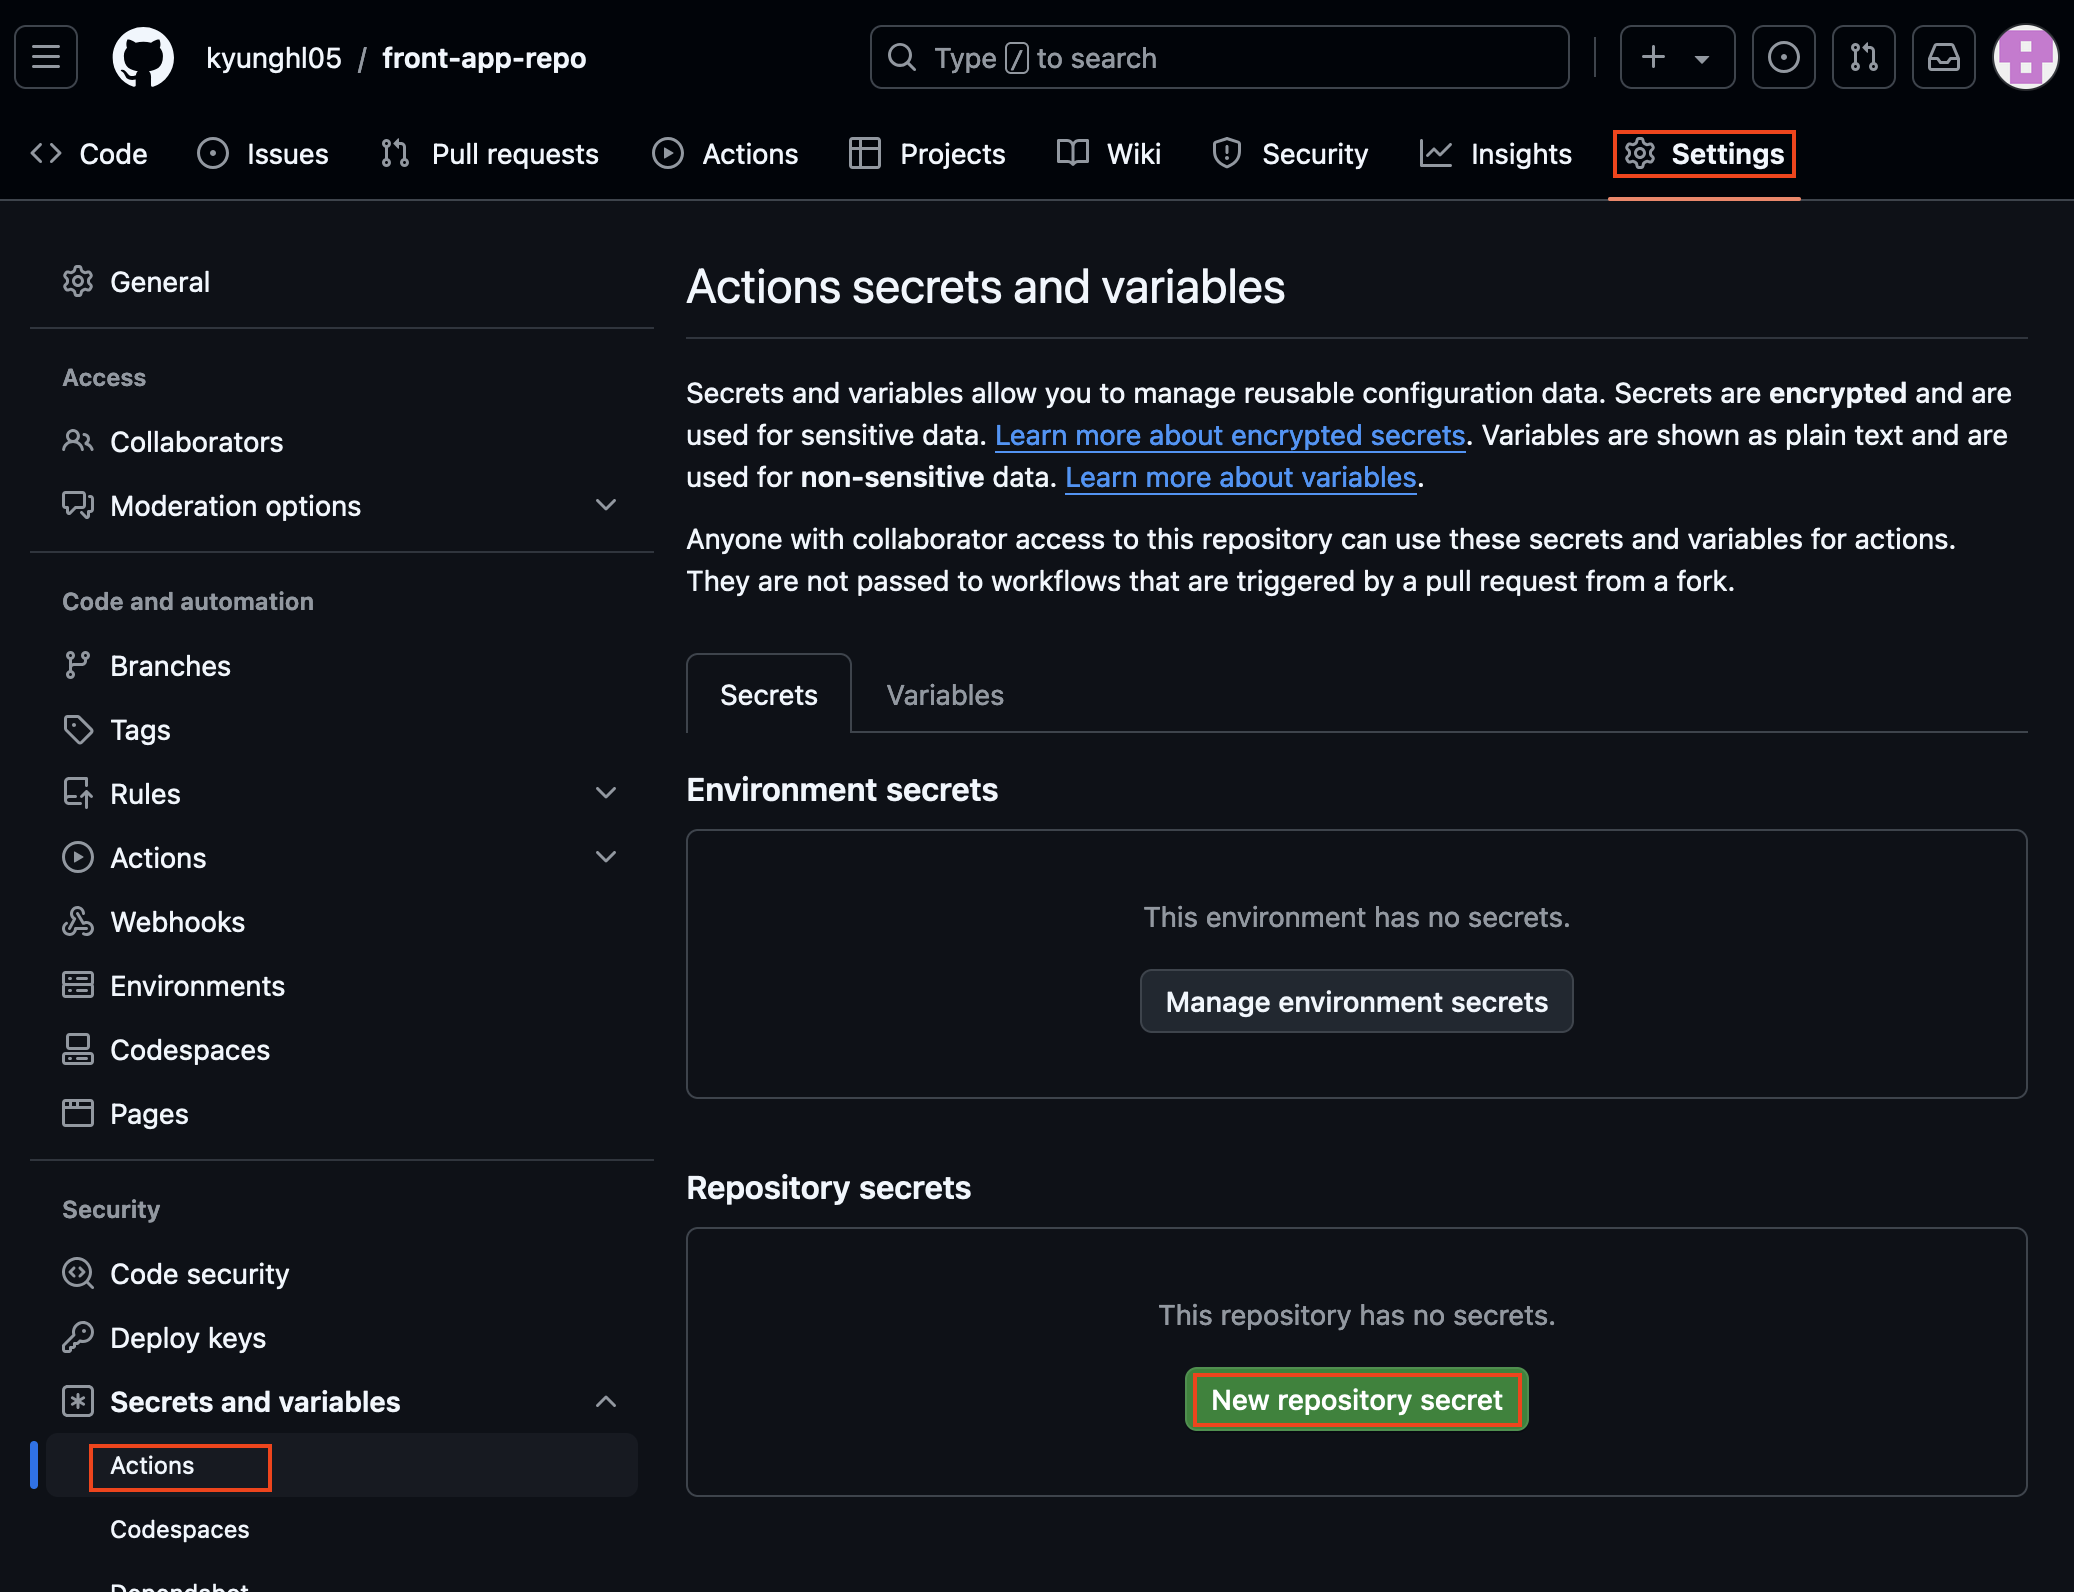 kyunghl05 / front-app-repo
Type / to search
Code
Issues
Pull requests
Actions
Projects
Wiki
Security
Insights
Settings
General
Access
Collaborators
Moderation options
Code and automation
Branches
Tags
Rules
Actions
Webhooks
Environments
Codespaces
Pages
Security
Code security
Deploy keys
Secrets and variables
Actions
Codespaces
Dependabot
Actions secrets and variables
Secrets and variables allow you to manage reusable configuration data. Secrets are encrypted and are
used for sensitive data. Learn more about encrypted secrets. Variables are shown as plain text and are
used for non-sensitive data. Learn more about variables.
Anyone with collaborator access to this repository can use these secrets and variables for actions.
They are not passed to workflows that are triggered by a pull request from a fork.
Secrets
Variables
Environment secrets
This environment has no secrets.
Manage environment secrets
Repository secrets
This repository has no secrets.
New repository secret